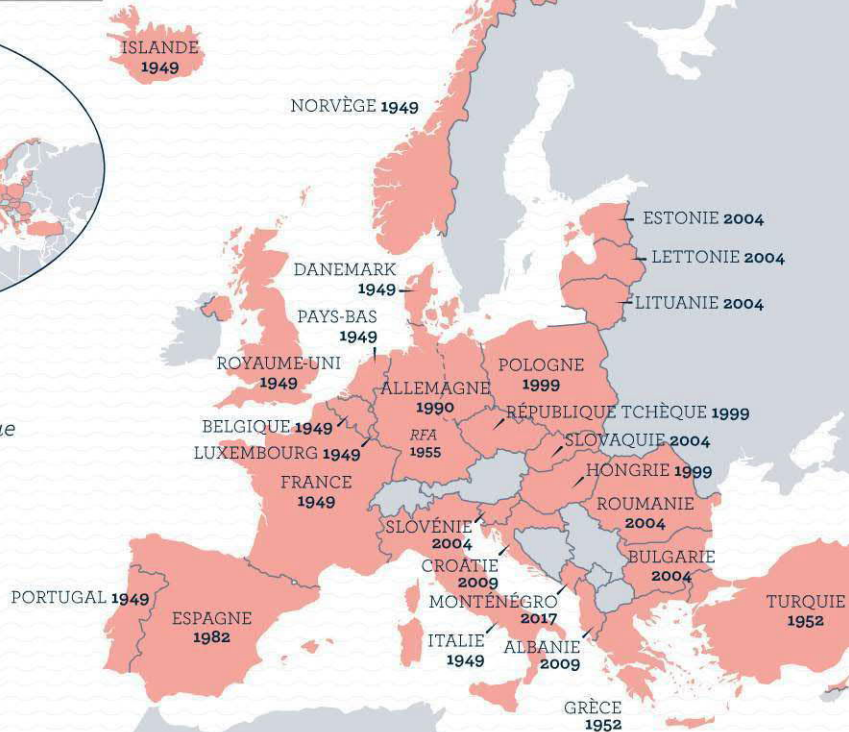 ISLANDE
1949
NORVÈGE 1949
ESTONIE 2004
LETTONIE 2004
LITUANIE 2004
DANEMARK
1949
PAYS-BAS
1949
ROYAUME-UNI
1949
ALLEMAGNE
1990
RFA
1955
POLOGNE
1999
RÉPUBLIQUE TCHÈQUE 1999
BELGIQUE 1949
SLOVAQUIE 2004
LUXEMBOURG 1949
HONGRIE 1999
FRANCE
1949
ROUMANIE
2004
SLOVÉNIE
2004
CROATIE
2009
BULGARIE
2004
MONTÉNÉGRO
2017
PORTUGAL 1949
ESPAGNE
1982
ITALIE
1949
ALBANIE
2009
TURQUIE
1952
GRÈCE
1952